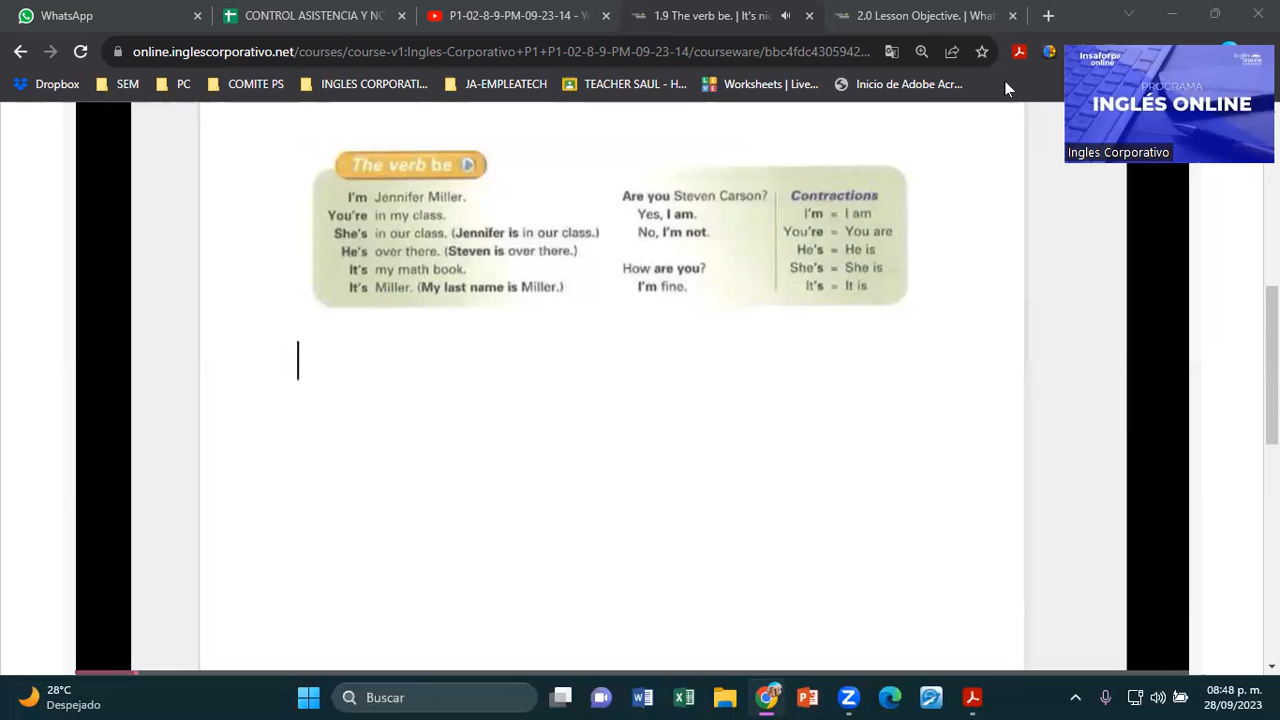 WhatsApp
CONTROL ASISTENCIA Y NO
P1-02-8-9-PM-09-23-14 - Yo
1.9 The verb be. | It's nic
2.0 Lesson Objective. | What
online.inglescorporativo.net/courses/course-v1:Ingles-Corporativo+P1+P1-02-8-9-PM-09-23-14/courseware/bbc4fdc4305942...
Dropbox
SEM
PC
COMITE PS
INGLES CORPORATI...
JA-EMPLEATECH
TEACHER SAUL - H...
Worksheets | Live...
Inicio de Adobe Acr...
Insaforp online
PROGRAMA
INGLÉS ONLINE
Ingles Corporativo
The verb be
I'm Jennifer Miller.
You're in my class.
She's in our class. (Jennifer is in our class.)
He's over there. (Steven is over there.)
It's my math book.
It's Miller. (My last name is Miller.)
Are you Steven Carson?
Yes, I am.
No, I'm not.
How are you?
I'm fine.
Contractions
I'm = I am
You're = You are
He's = He is
She's = She is
It's = It is
28°C
Despejado
Buscar
08:48 p. m.
28/09/2023